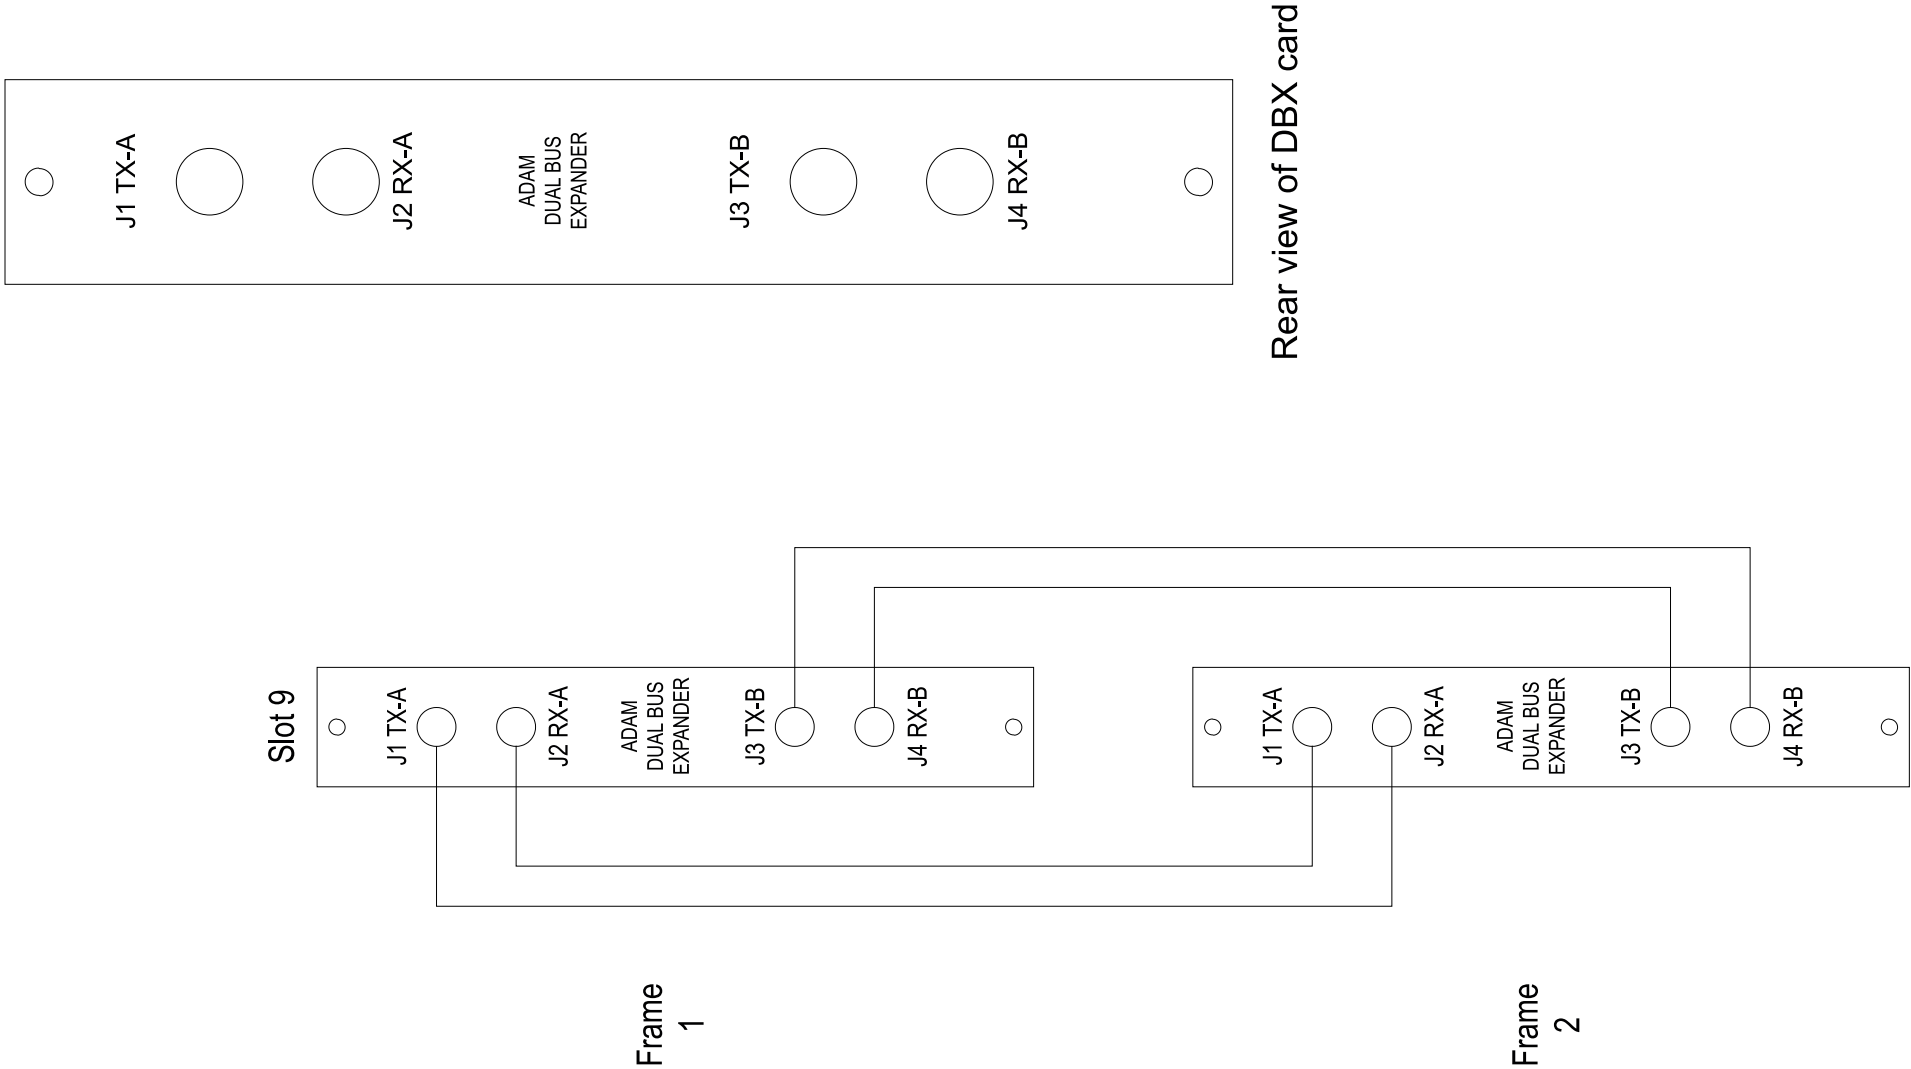 Slot 9
Frame
1
J1 TX-A
J2 RX-A
ADAM
DUAL BUS
EXPANDER
J3 TX-B
J4 RX-B
Frame
2
J1 TX-A
J2 RX-A
ADAM
DUAL BUS
EXPANDER
J3 TX-B
J4 RX-B
J1 TX-A
J2 RX-A
ADAM
DUAL BUS
EXPANDER
J3 TX-B
J4 RX-B
Rear view of DBX card